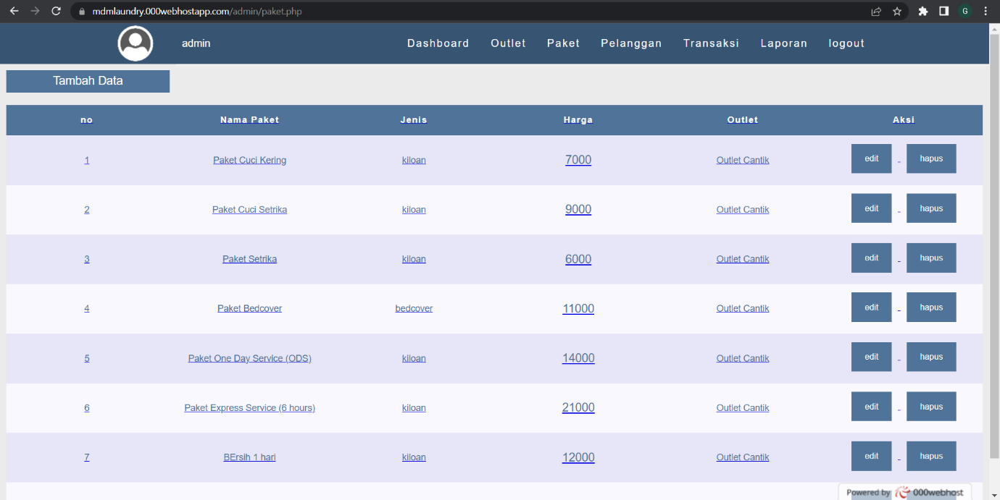 mdmlaundry.000webhostapp.com/admin/paket.php G
admin Dashboard Outlet Paket Pelanggan Transaksi Laporan logout
Tambah Data
no Nama Paket Jenis Harga Outlet Aksi
1 Paket Cuci Kering kiloan 7000 Outlet Cantik edit - hapus
2 Paket Cuci Setrika kiloan 9000 Outlet Cantik edit - hapus
3 Paket Setrika kiloan 6000 Outlet Cantik edit - hapus
4 Paket Bedcover bedcover 11000 Outlet Cantik edit - hapus
5 Paket One Day Service (ODS) kiloan 14000 Outlet Cantik edit - hapus
6 Paket Express Service (6 hours) kiloan 21000 Outlet Cantik edit - hapus
7 BErsih 1 hari kiloan 12000 Outlet Cantik edit - hapus
Powered by 000webhost